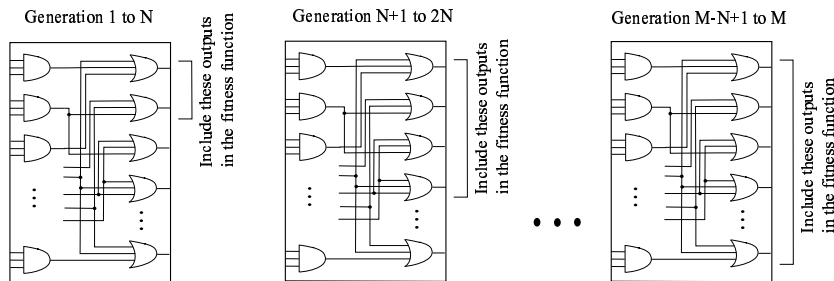 Generation 1 to N
Include these outputs
in the fitness function
Generation N+1 to 2N
Include these outputs
in the fitness function
Generation M-N+1 to M
Include these outputs
in the fitness function